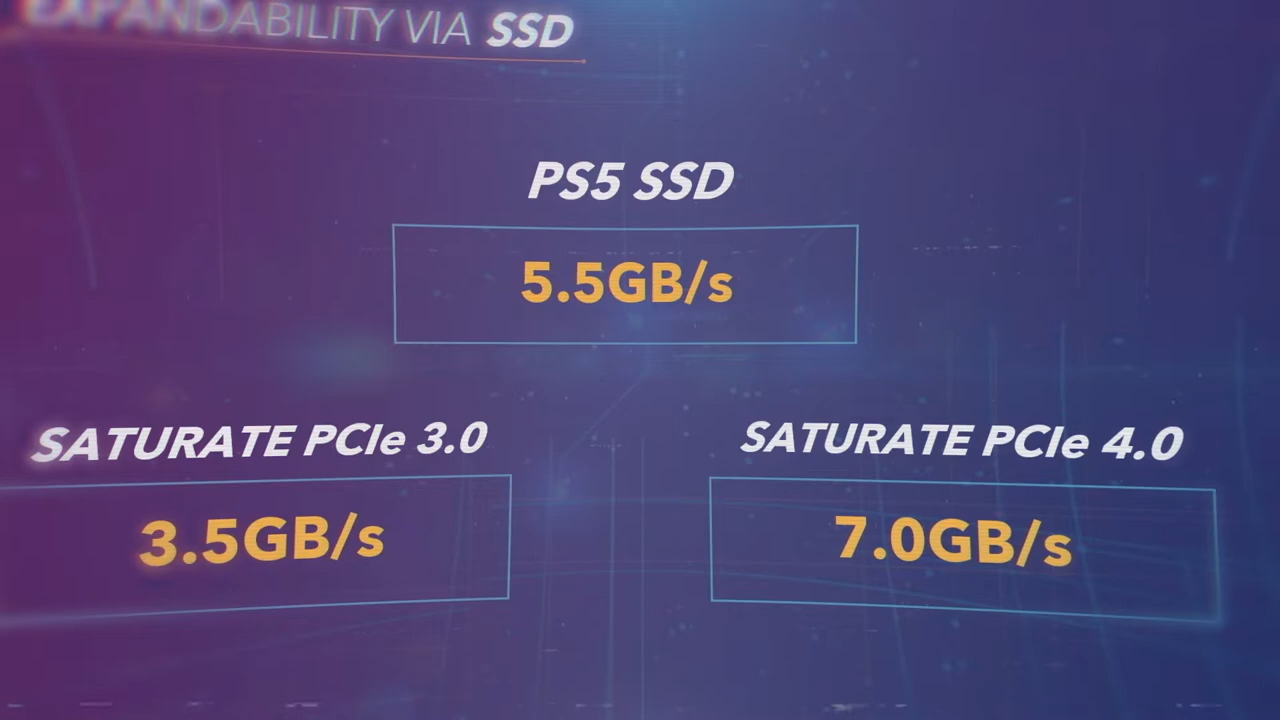 EXPANDABILITY VIA SSD
PS5 SSD
5.5GB/s
SATURATE PCIe 3.0
SATURATE PCIe 4.0
3.5GB/s
7.0GB/s